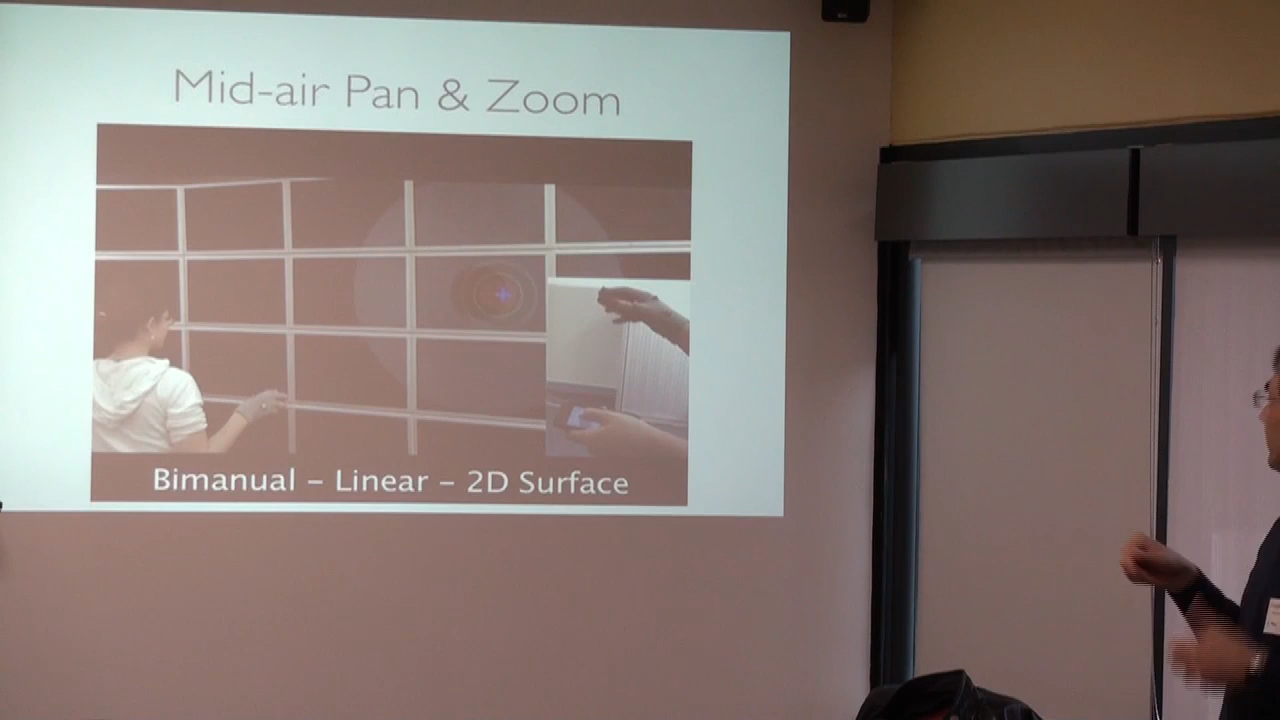 Mid-air Pan & Zoom
Bimanual – Linear – 2D Surface